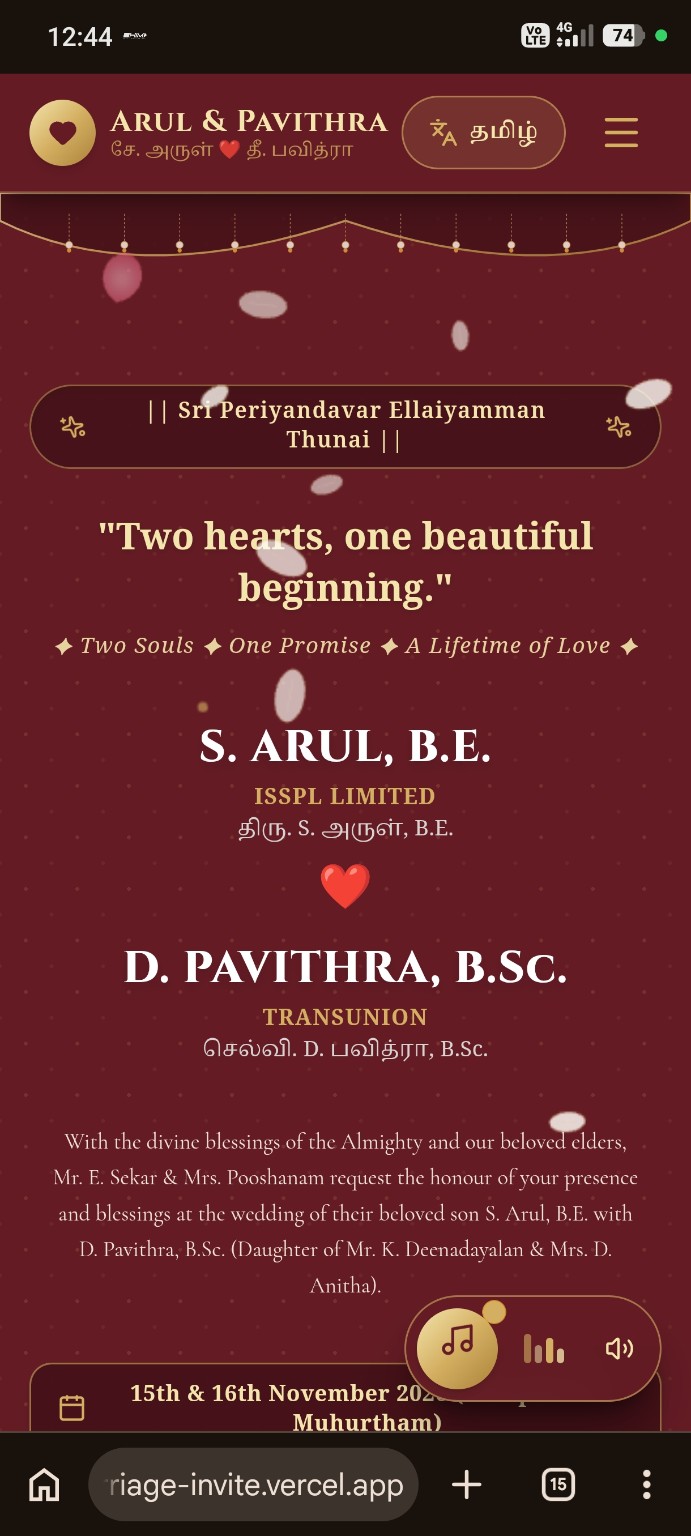 12:44
Vo LTE 4G 74
ARUL & PAVITHRA
சே. அருள் ❤️ தீ. பவித்ரா
தமிழ்
|| Sri Periyandavar Ellaiyamman
Thunai ||
"Two hearts, one beautiful
beginning."
✦ Two Souls ✦ One Promise ✦ A Lifetime of Love ✦
S. ARUL, B.E.
ISSPL LIMITED
திரு. S. அருள், B.E.
❤️
D. PAVITHRA, B.Sc.
TRANSUNION
செல்வி. D. பவித்ரா, B.Sc.
With the divine blessings of the Almighty and our beloved elders,
Mr. E. Sekar & Mrs. Pooshanam request the honour of your presence
and blessings at the wedding of their beloved son S. Arul, B.E. with
D. Pavithra, B.Sc. (Daughter of Mr. K. Deenadayalan & Mrs. D.
Anitha).
15th & 16th November
Muhurtham)
riage-invite.vercel.app
15